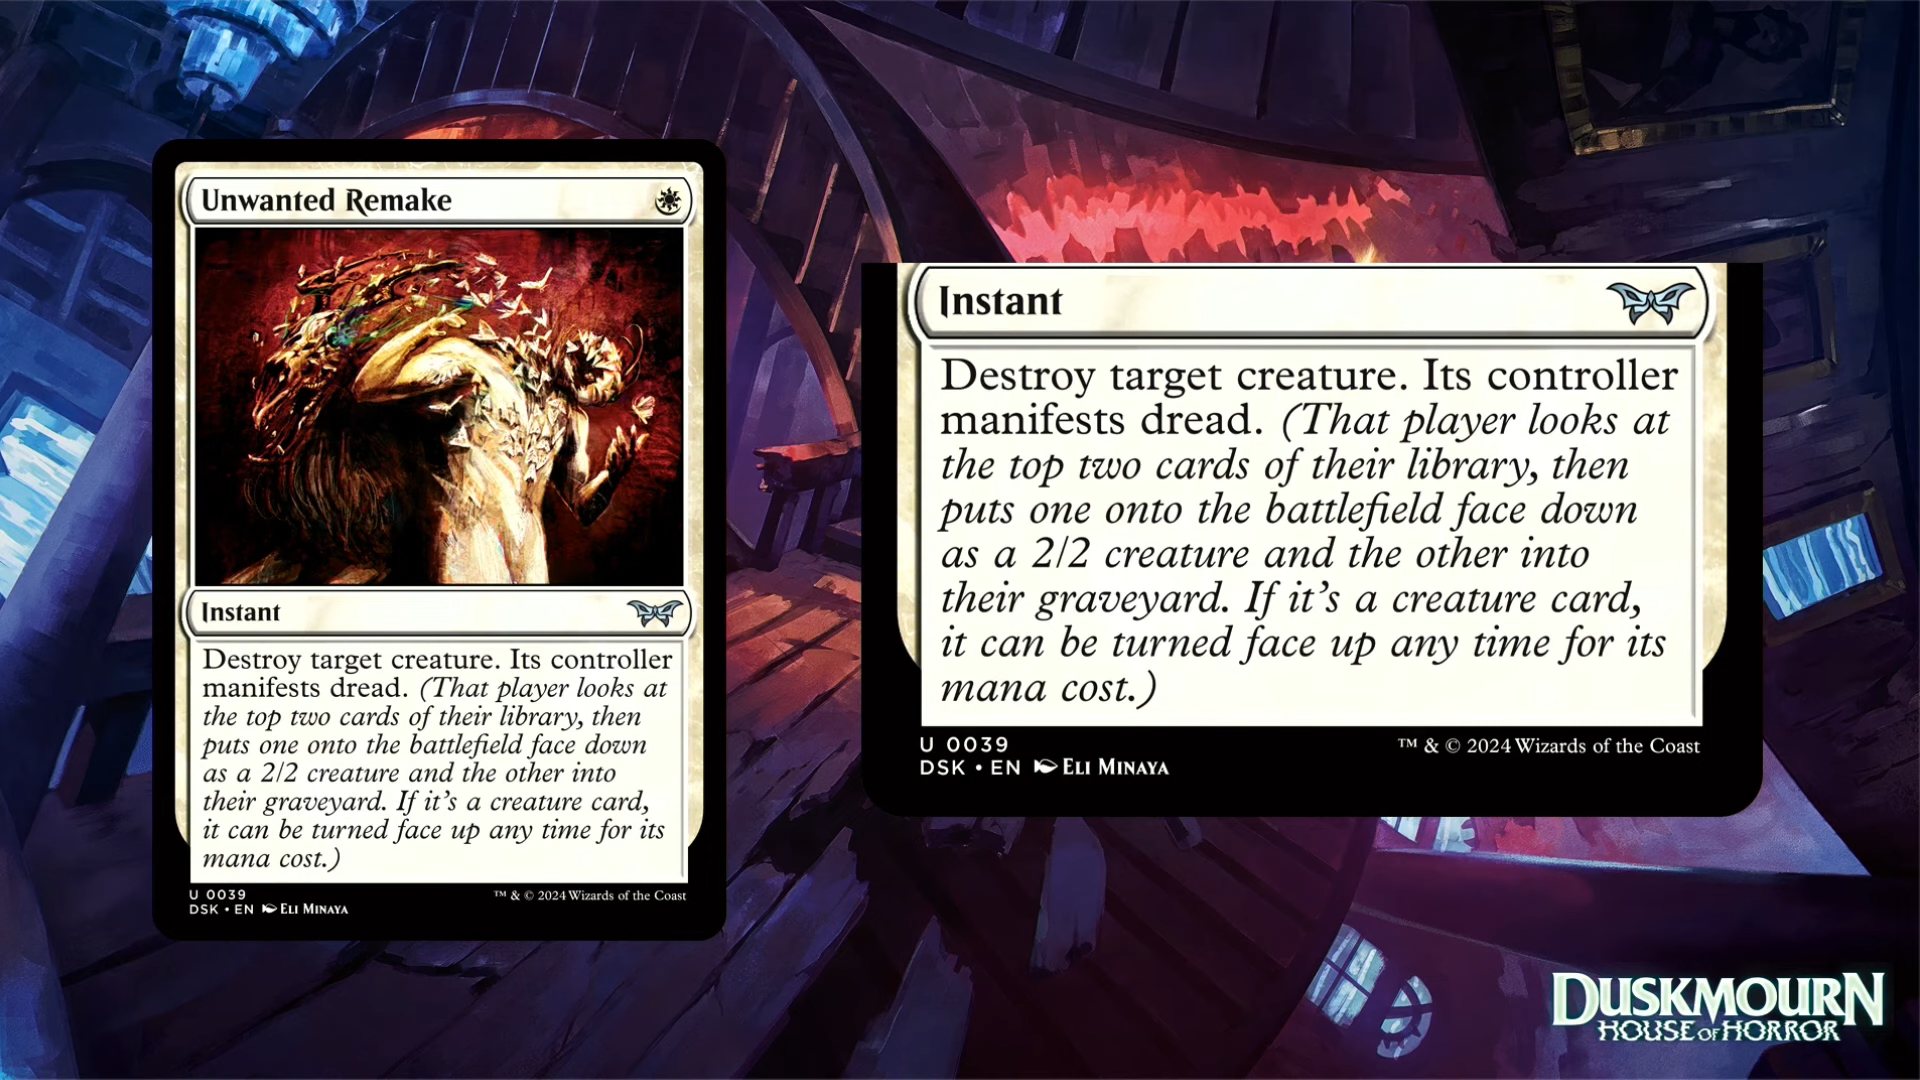 Unwanted Remake
Instant
Destroy target creature. Its controller
manifests dread. (That player looks at
the top two cards of their library, then
puts one onto the battlefield face down
as a 2/2 creature and the other into
their graveyard. If it's a creature card,
it can be turned face up any time for its
mana cost.)
U 0039
DSK • EN Eli Minaya
™ & © 2024 Wizards of the Coast
Instant
Destroy target creature. Its controller
manifests dread. (That player looks at
the top two cards of their library, then
puts one onto the battlefield face down
as a 2/2 creature and the other into
their graveyard. If it's a creature card,
it can be turned face up any time for its
mana cost.)
U 0039
DSK • EN Eli Minaya
™ & © 2024 Wizards of the Coast
DUSKMOURN
HOUSE OF HORROR